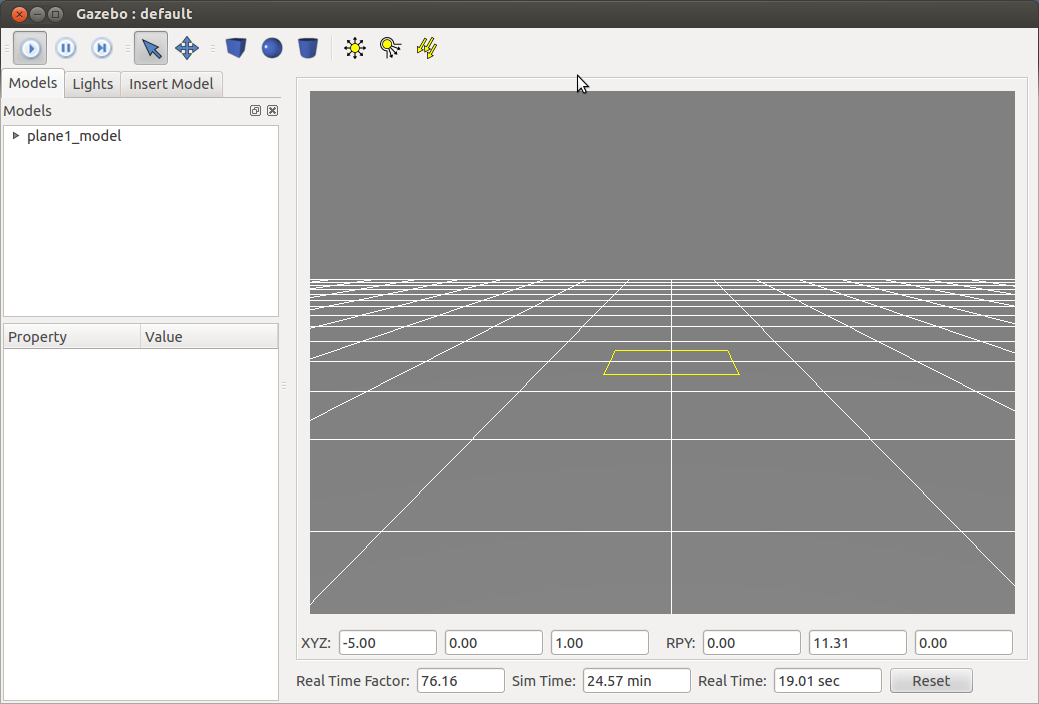 Gazebo : default
Models Lights Insert Model
Models
plane1_model
Property Value
XYZ: -5.00 0.00 1.00 RPY: 0.00 11.31 0.00
Real Time Factor: 76.16 Sim Time: 24.57 min Real Time: 19.01 sec Reset